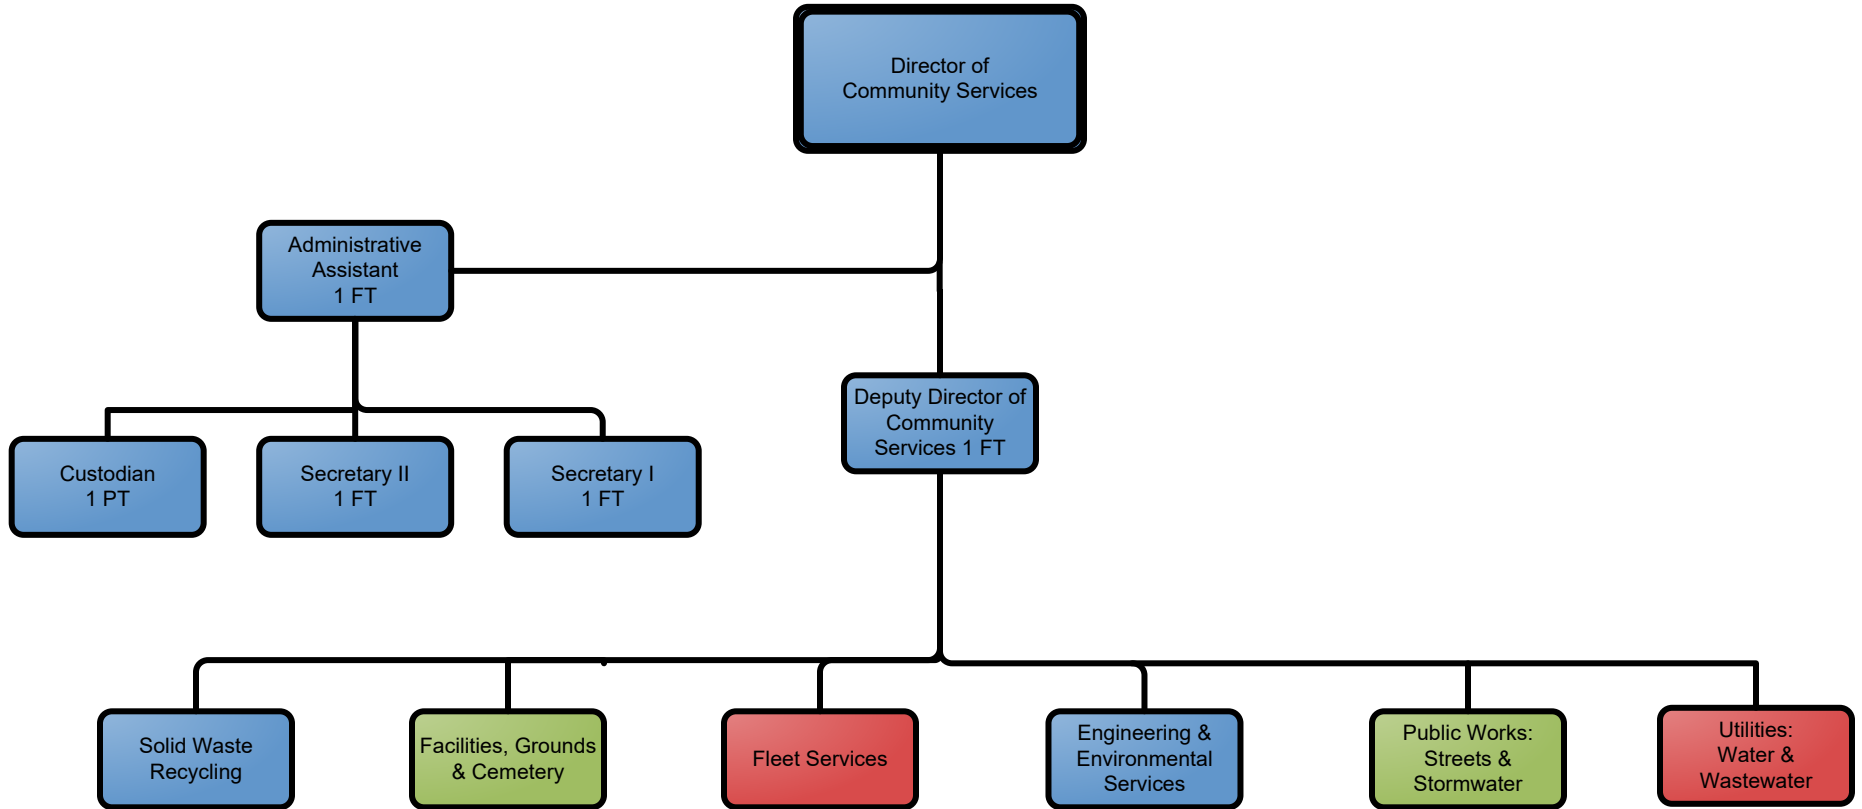 Director of
Community Services
Administrative
Assistant
1 FT
Deputy Director of
Community
Services 1 FT
Custodian
1 PT
Secretary II
1 FT
Secretary I
1 FT
Solid Waste
Recycling
Facilities, Grounds
& Cemetery
Fleet Services
Engineering &
Environmental
Services
Public Works:
Streets &
Stormwater
Utilities:
Water &
Wastewater